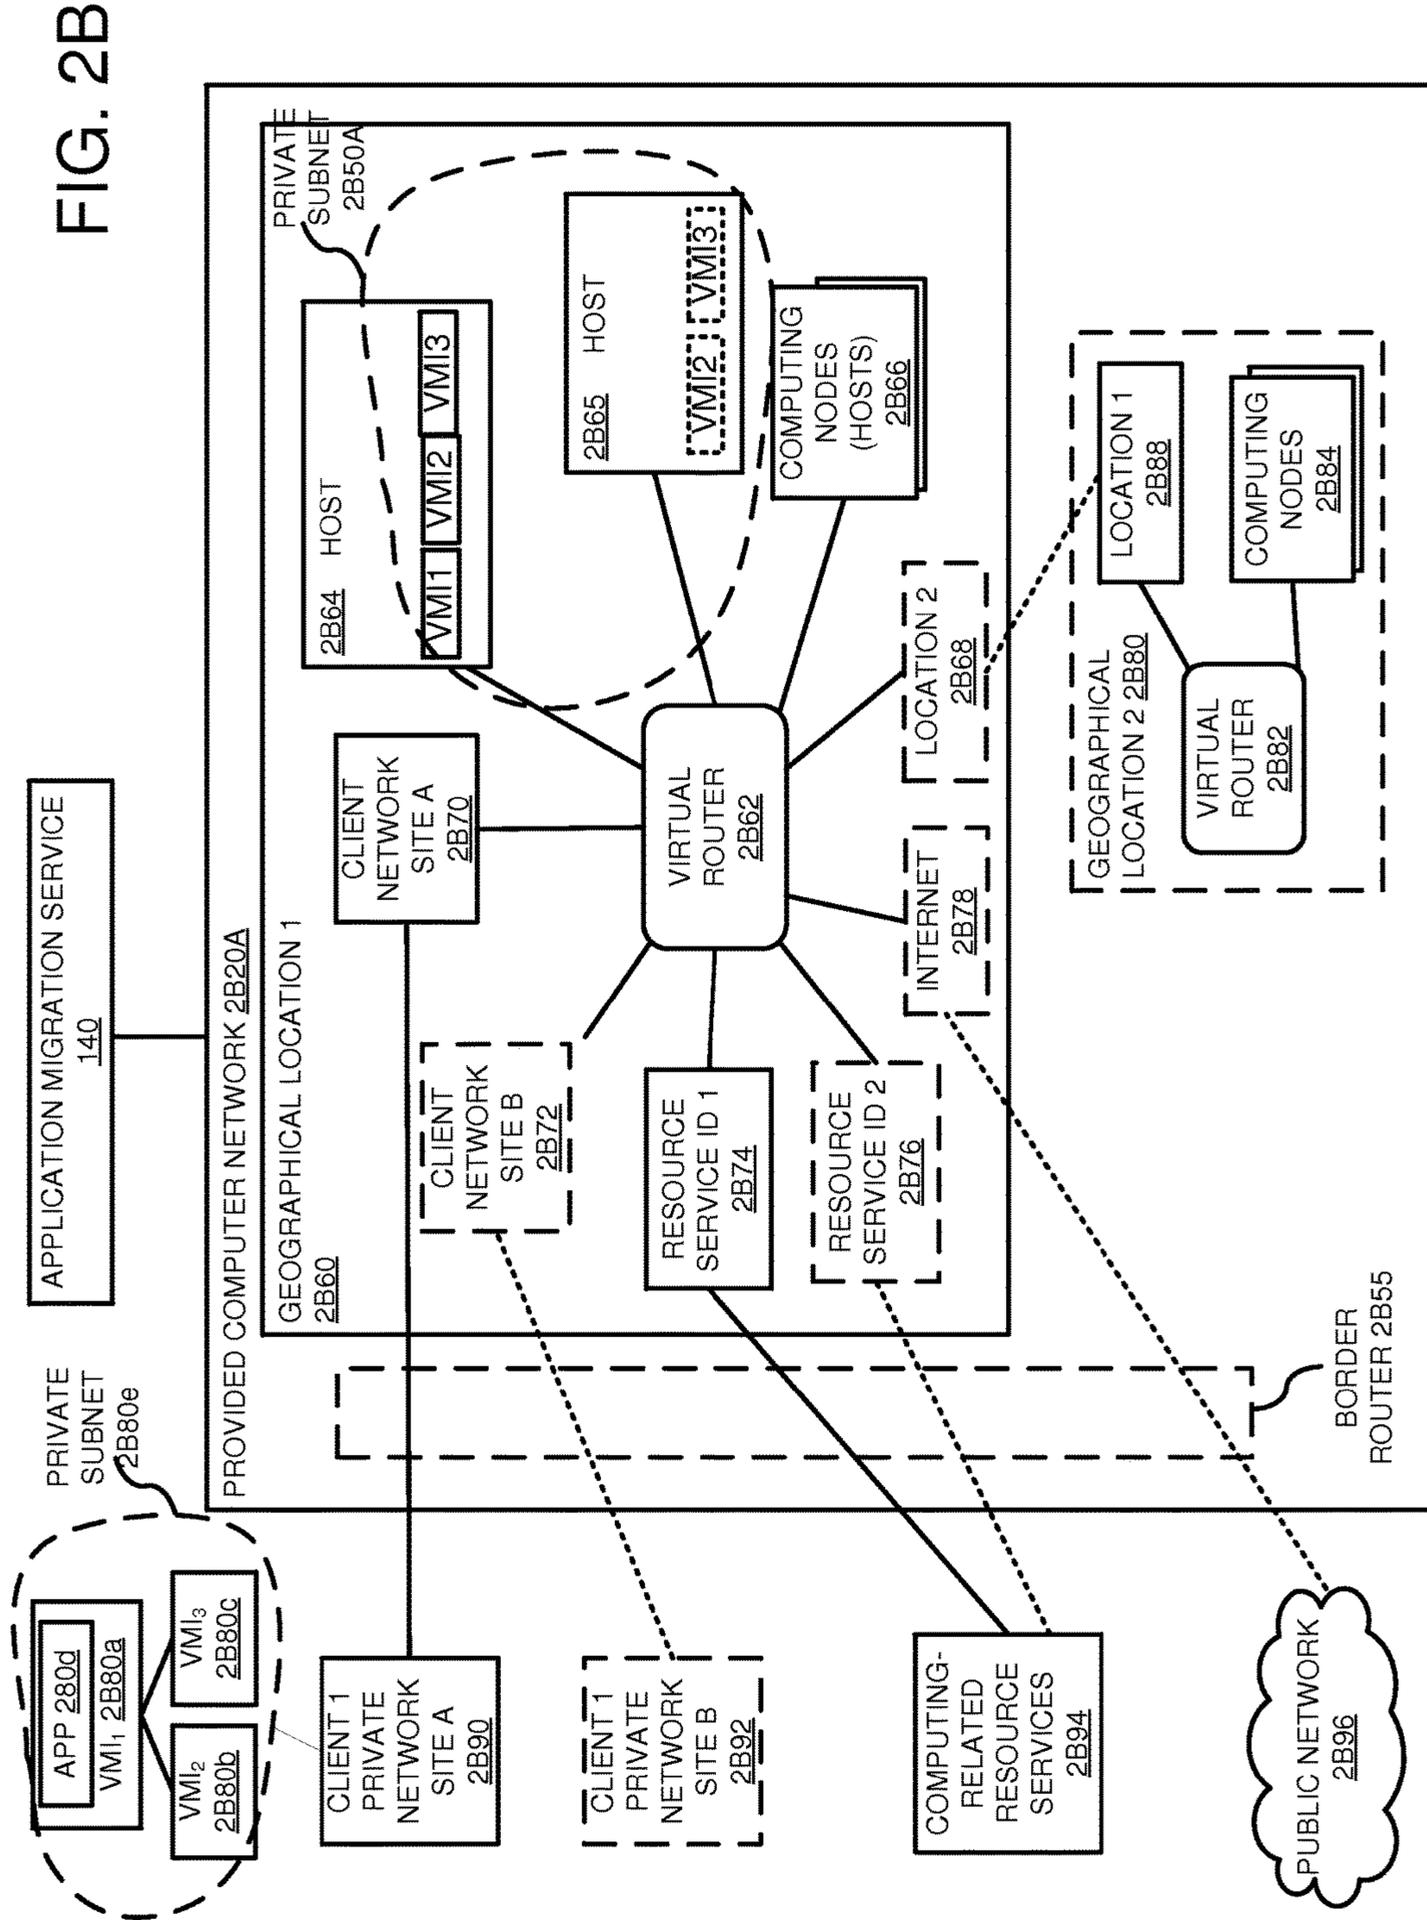 FIG. 2B
APPLICATION MIGRATION SERVICE
140
PRIVATE
SUBNET
2B80e
APP 280d
VMI1 2B80a
VMI2
2B80b
VMI3
2B80c
PROVIDED COMPUTER NETWORK 2B20A
GEOGRAPHICAL LOCATION 1
2B60
PRIVATE
SUBNET
2B50A
2B64
HOST
VMI1
VMI2
VMI3
2B65
HOST
VMI2
VMI3
COMPUTING
NODES
(HOSTS)
2B66
CLIENT
NETWORK
SITE A
2B70
CLIENT
NETWORK
SITE B
2B72
VIRTUAL
ROUTER
2B62
RESOURCE
SERVICE ID 1
2B74
RESOURCE
SERVICE ID 2
2B76
INTERNET
2B78
LOCATION 2
2B68
CLIENT 1
PRIVATE
NETWORK
SITE A
2B90
CLIENT 1
PRIVATE
NETWORK
SITE B
2B92
COMPUTING-
RELATED
RESOURCE
SERVICES
2B94
PUBLIC NETWORK
2B96
BORDER
ROUTER 2B55
GEOGRAPHICAL
LOCATION 2 2B80
VIRTUAL
ROUTER
2B82
LOCATION 1
2B88
COMPUTING
NODES
2B84